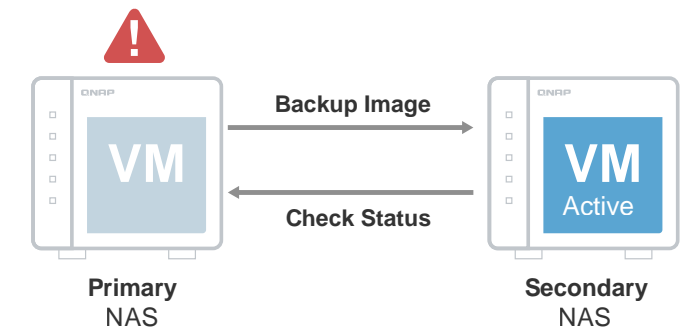 !
QNAP
VM
Backup Image
Check Status
QNAP
VM
Active
Primary
NAS
Secondary
NAS